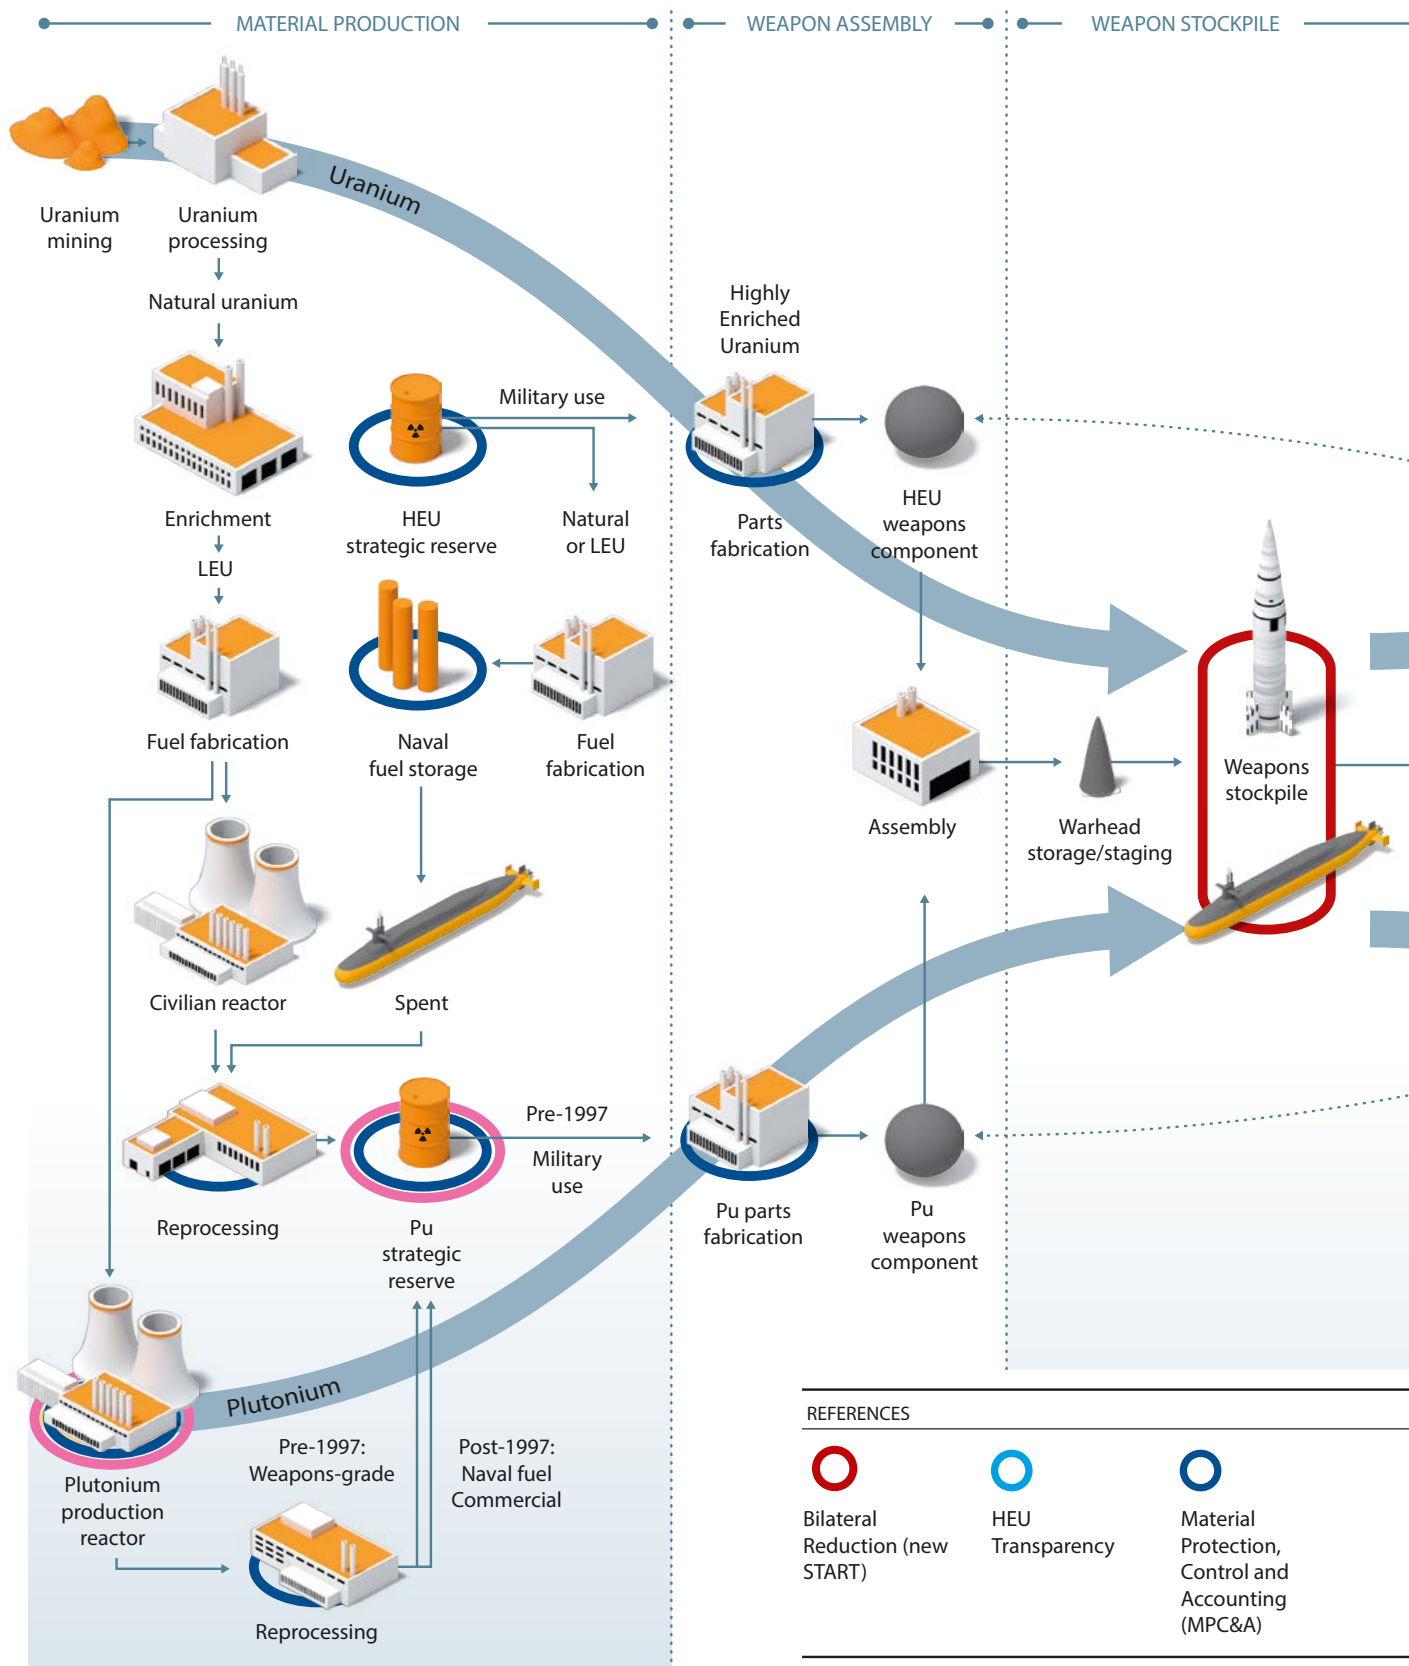 MATERIAL PRODUCTION
WEAPON ASSEMBLY
WEAPON STOCKPILE
Uranium
Uranium
mining
Uranium
processing
Natural uranium
Highly
Enriched
Uranium
Military use
Enrichment
HEU
strategic reserve
Natural
or LEU
Parts
fabrication
HEU
weapons
component
LEU
Fuel fabrication
Naval
fuel storage
Fuel
fabrication
Weapons
stockpile
Assembly
Warhead
storage/staging
Civilian reactor
Spent
Pre-1997
Military
use
Reprocessing
Pu
strategic
reserve
Pu parts
fabrication
Pu
weapons
component
Plutonium
Pre-1997:
Weapons-grade
Post-1997:
Naval fuel
Commercial
Plutonium
production
reactor
Reprocessing
REFERENCES
Bilateral
Reduction (new
START)
HEU
Transparency
Material
Protection,
Control and
Accounting
(MPC&A)